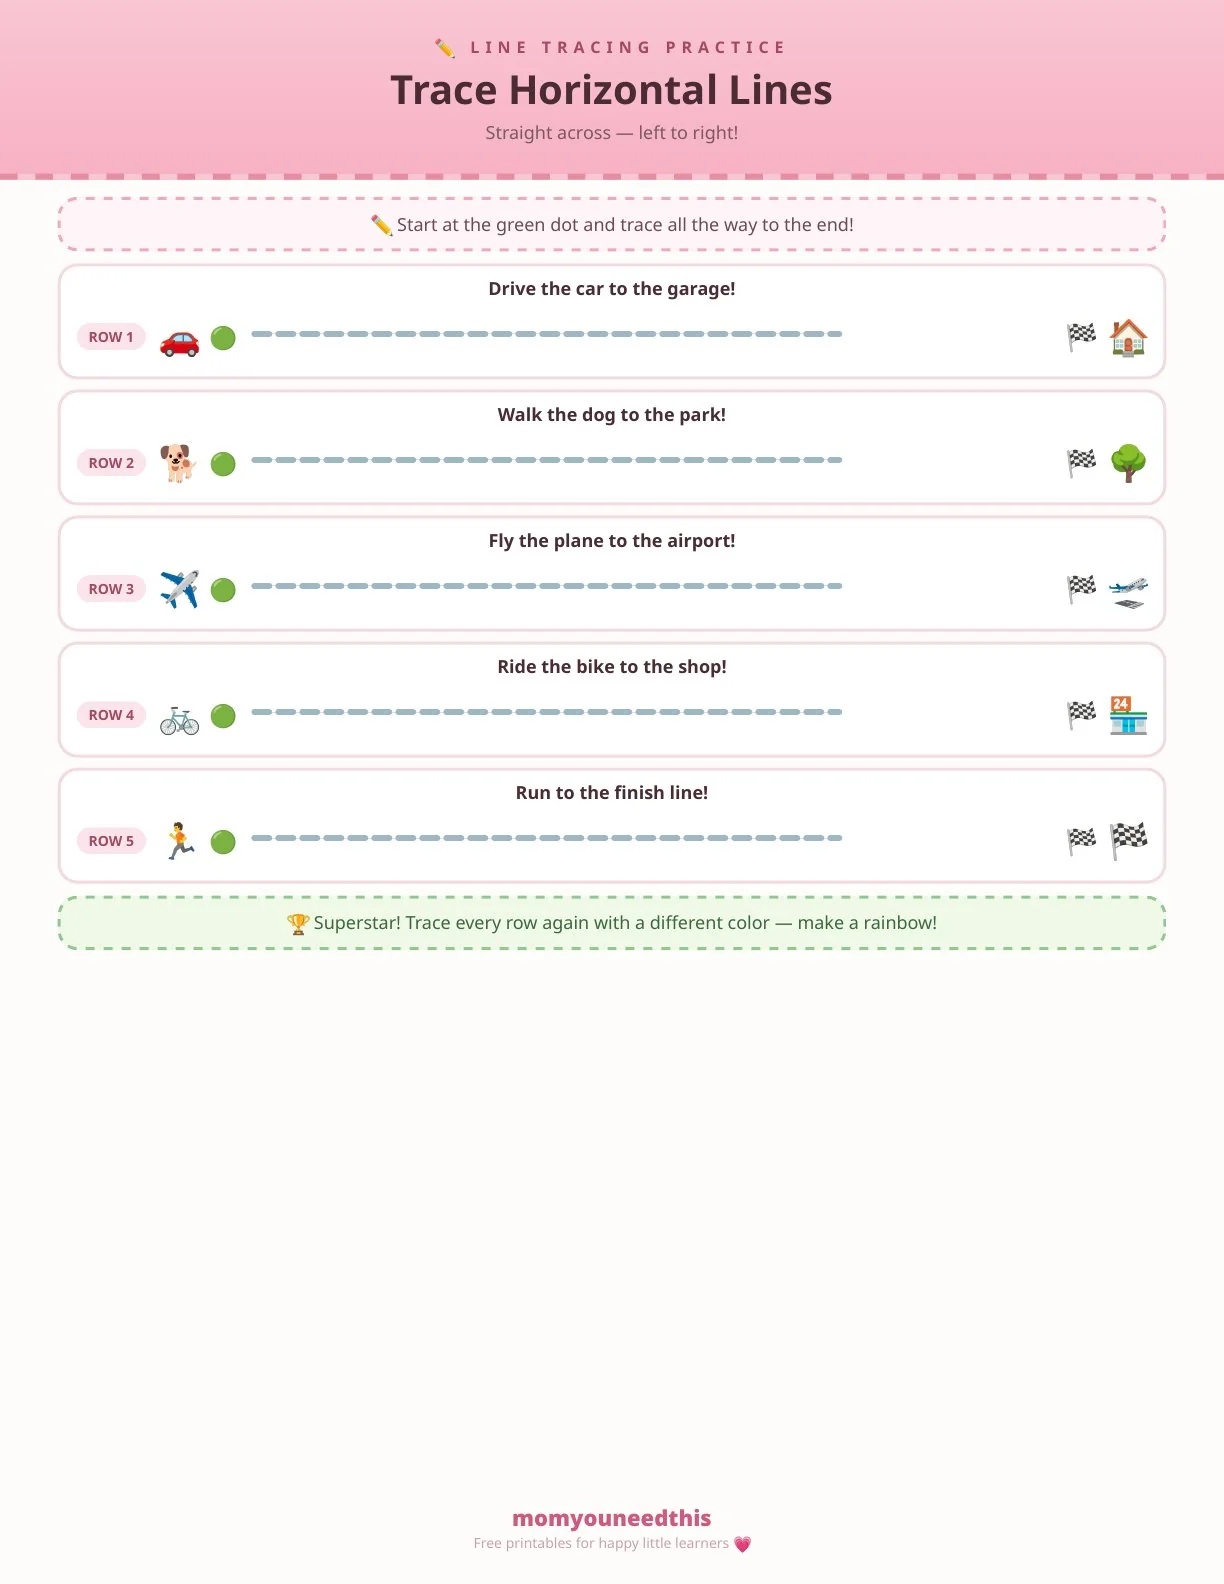 LINE TRACING PRACTICE
Trace Horizontal Lines
Straight across — left to right!
Start at the green dot and trace all the way to the end!
Drive the car to the garage!
ROW 1
Walk the dog to the park!
ROW 2
Fly the plane to the airport!
ROW 3
Ride the bike to the shop!
ROW 4
24
Run to the finish line!
ROW 5
Superstar! Trace every row again with a different color — make a rainbow!
momyouneedthis
Free printables for happy little learners